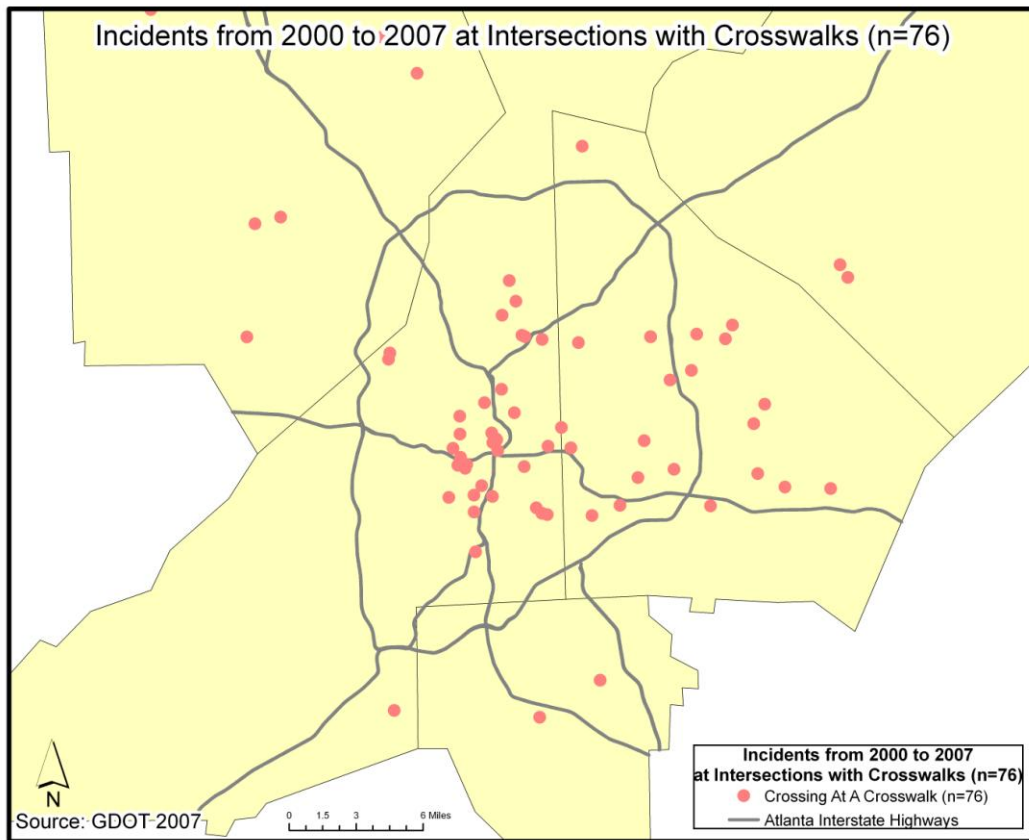 Incidents from 2000 to 2007 at Intersections with Crosswalks (n=76)
N
Source: GDOT 2007
0 1.5 3 6 Miles
Incidents from 2000 to 2007
at Intersections with Crosswalks (n=76)
Crossing At A Crosswalk (n=76)
Atlanta Interstate Highways